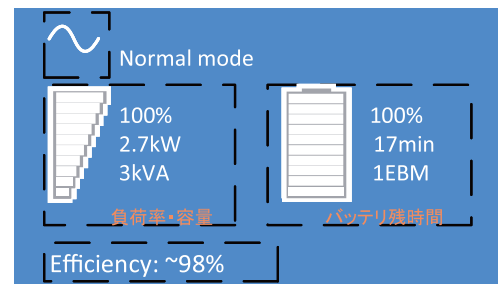 Normal mode
100%
2.7kW
3kVA
負荷率・容量
100%
17min
1EBM
バッテリ残時間
Efficiency: ~98%